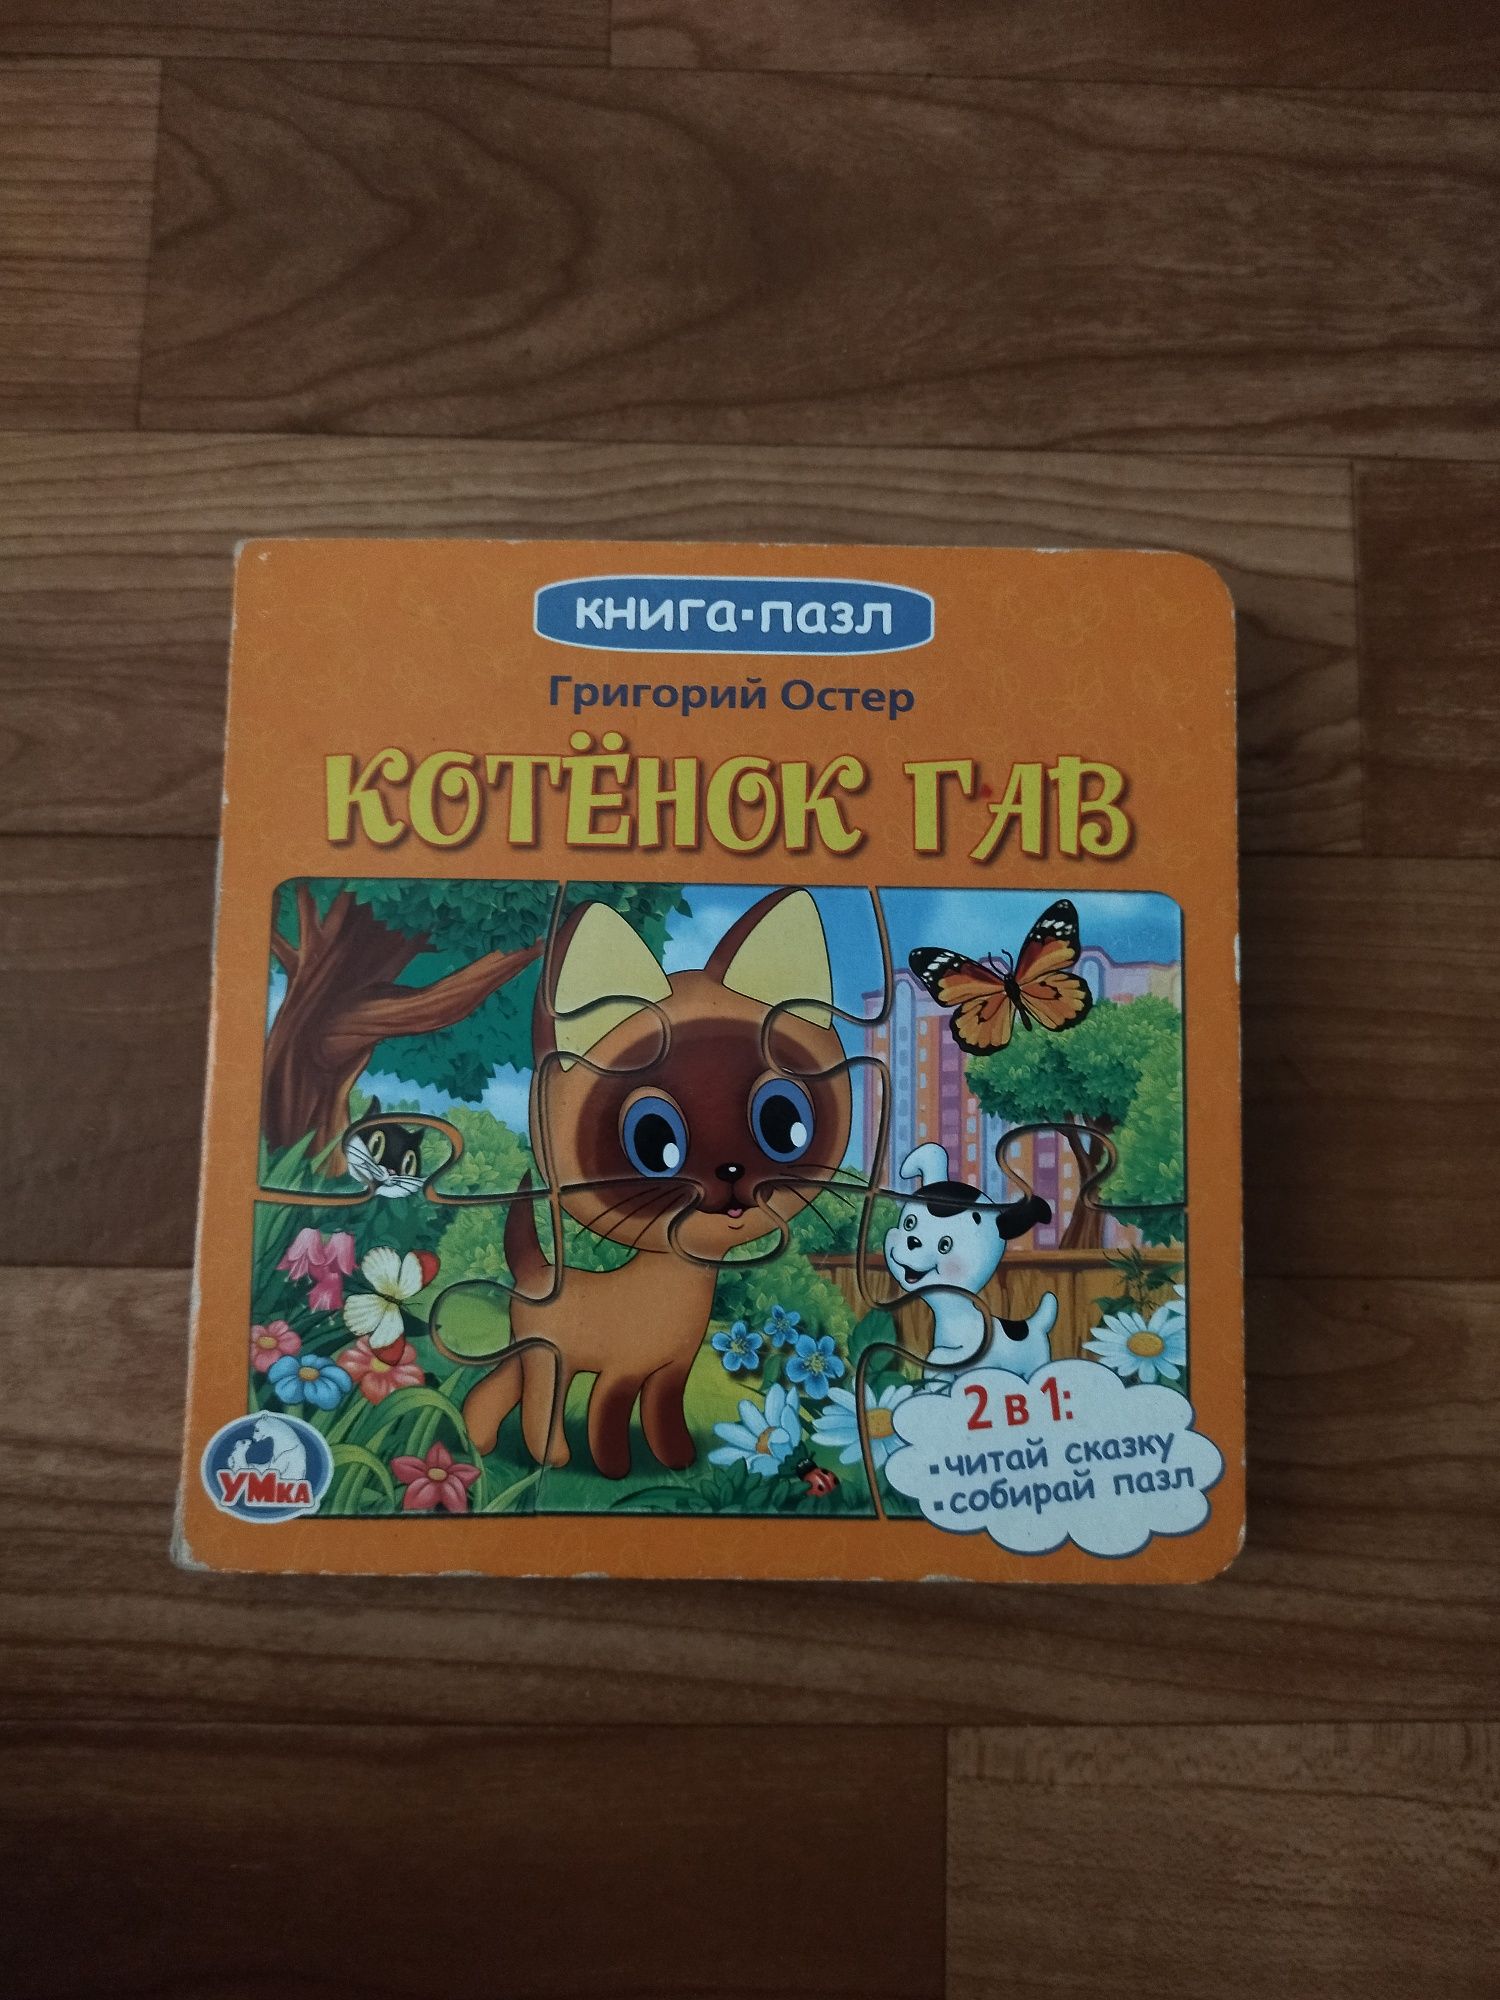 книга-пазл
Григорий Остер
КОТЁНОК ГАВ
2 в 1:
▪читай сказку
▪собирай пазл
УМка